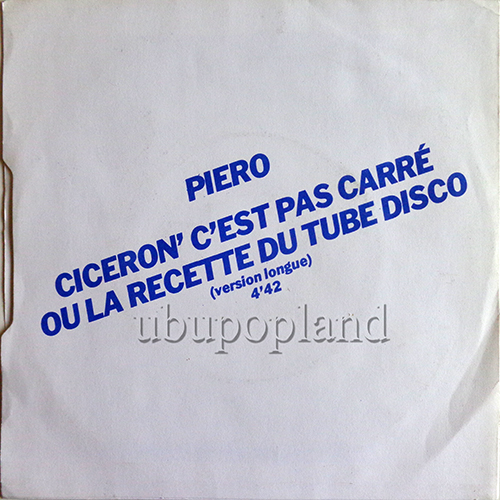 PIERO
CICERON' C'EST PAS CARRÉ
OU LA RECETTE DU TUBE DISCO
(version longue)
4'42
ubupopland